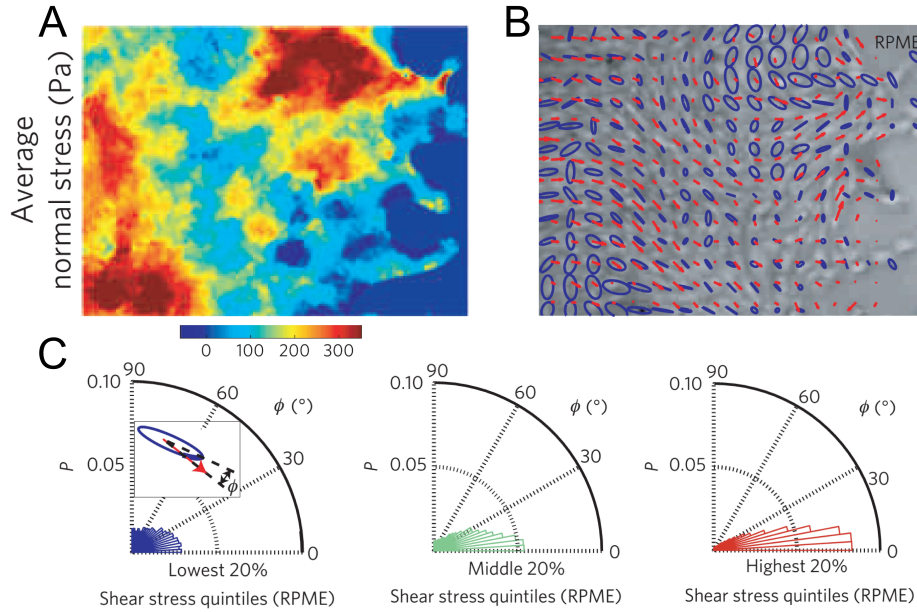 A
B
Average
normal stress (Pa)
RPME
0 100 200 300
C
90
0.10
60
ϕ (°)
P
0.05
30
ϕ
0
Lowest 20%
Shear stress quintiles (RPME)
90
0.10
60
ϕ (°)
P
0.05
30
0
Middle 20%
Shear stress quintiles (RPME)
90
0.10
60
ϕ (°)
P
0.05
30
0
Highest 20%
Shear stress quintiles (RPME)